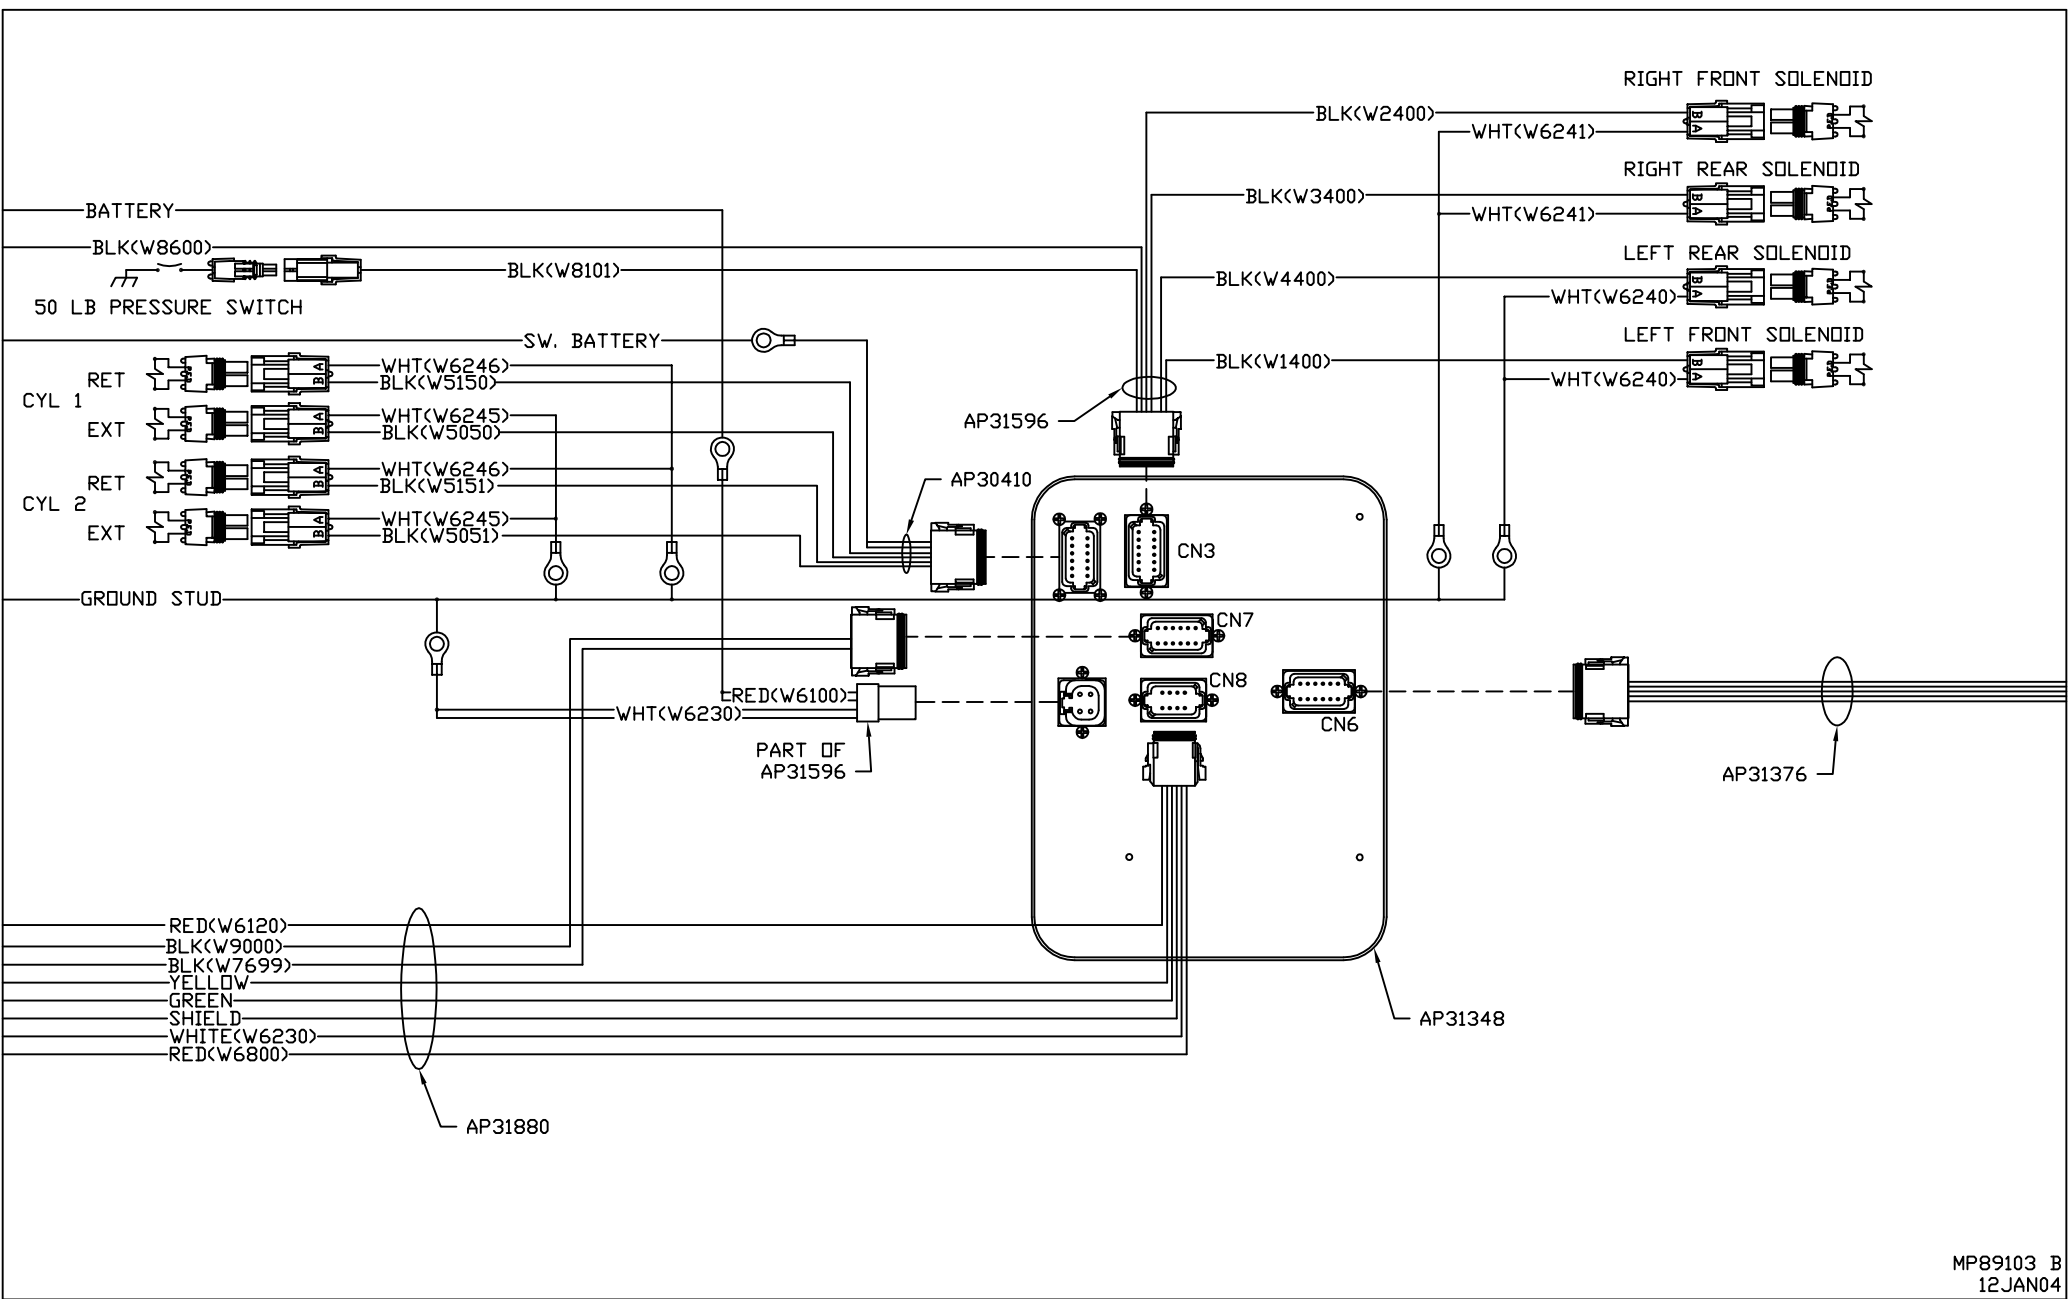 RIGHT FRONT SOLENOID
BLK(W2400)
B
A
WHT(W6241)
RIGHT REAR SOLENOID
BLK(W3400)
B
A
WHT(W6241)
BATTERY
BLK(W8600)
LEFT REAR SOLENOID
BLK(W8101)
BLK(W4400)
B
A
WHT(W6240)
50 LB PRESSURE SWITCH
SW. BATTERY
LEFT FRONT SOLENOID
BLK(W1400)
B
A
WHT(W6240)
CYL 1
RET
A
B
WHT(W6246)
BLK(W5150)
EXT
A
B
WHT(W6245)
BLK(W5050)
AP31596
CYL 2
RET
A
B
WHT(W6246)
BLK(W5151)
EXT
A
B
WHT(W6245)
BLK(W5051)
AP30410
CN3
GROUND STUD
CN7
CN8
RED(W6100)
WHT(W6230)
CN6
PART OF
AP31596
AP31376
RED(W6120)
BLK(W9000)
BLK(W7699)
YELLOW
GREEN
SHIELD
WHITE(W6230)
RED(W6800)
AP31348
AP31880
MP89103 B
12JAN04